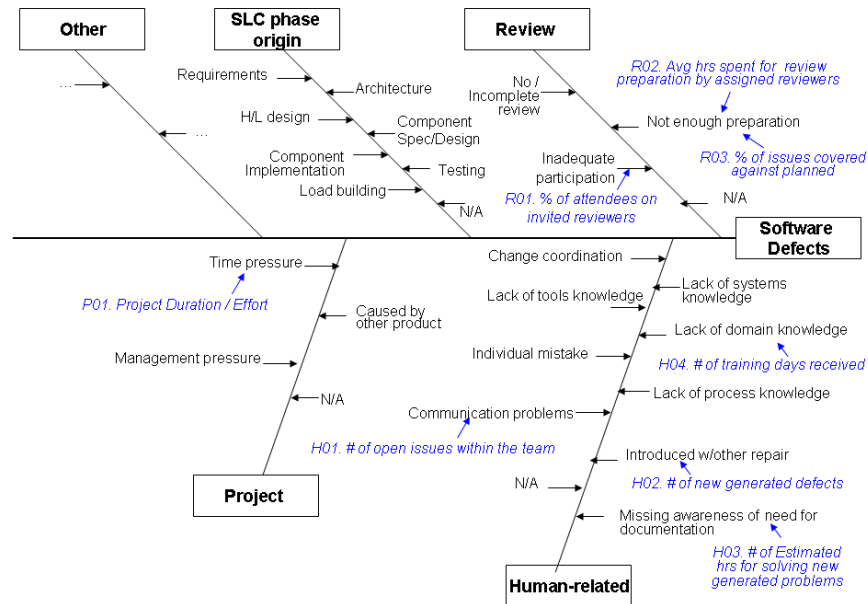 Other
SLC phase
origin
Review
Requirements
Architecture
H/L design
Component
Spec/Design
Component
Implementation
Testing
Load building
N/A
...
...
No /
Incomplete
review
R02. Avg hrs spent for review
preparation by assigned reviewers
Not enough preparation
R03. % of issues covered
against planned
Inadequate
participation
R01. % of attendees on
invited reviewers
N/A
Software
Defects
Time pressure
P01. Project Duration / Effort
Caused by
other product
Management pressure
N/A
Project
Change coordination
Lack of systems
knowledge
Lack of tools knowledge
Lack of domain knowledge
H04. # of training days received
Individual mistake
Lack of process knowledge
Communication problems
H01. # of open issues within the team
Introduced w/other repair
H02. # of new generated defects
N/A
Missing awareness of need for
documentation
H03. # of Estimated
hrs for solving new
generated problems
Human-related